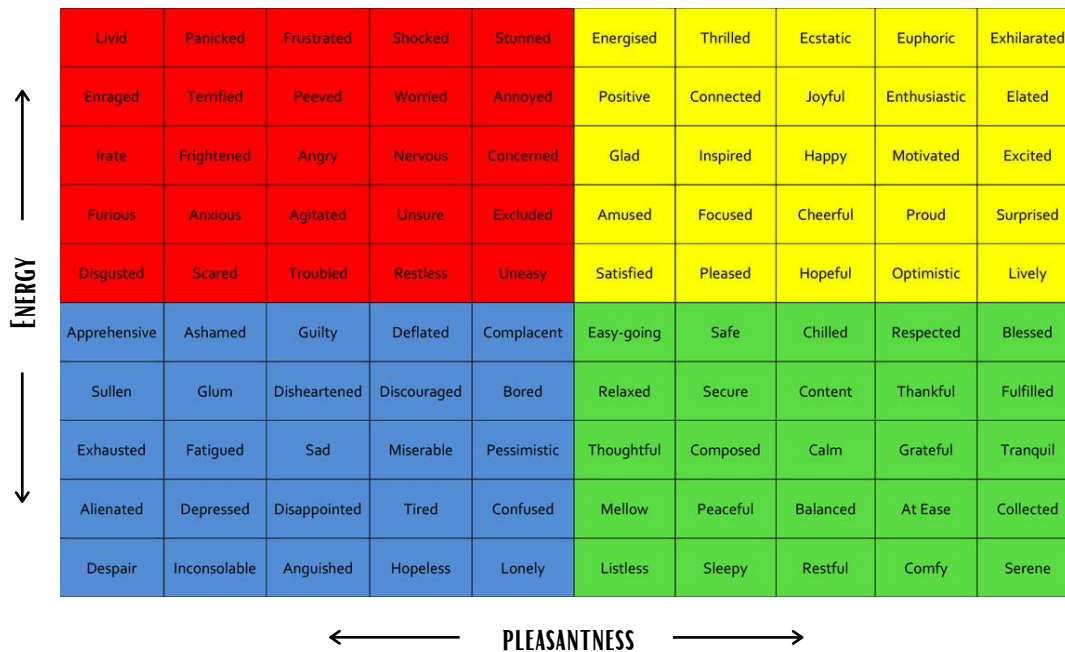 Livid Panicked Frustrated Shocked Stunned Energised Thrilled Ecstatic Euphoric Exhilarated
Enraged Terrified Peeved Worried Annoyed Positive Connected Joyful Enthusiastic Elated
Irate Frightened Angry Nervous Concerned Glad Inspired Happy Motivated Excited
Furious Anxious Agitated Unsure Excluded Amused Focused Cheerful Proud Surprised
Disgusted Scared Troubled Restless Uneasy Satisfied Pleased Hopeful Optimistic Lively
Apprehensive Ashamed Guilty Deflated Complacent Easy-going Safe Chilled Respected Blessed
Sullen Glum Disheartened Discouraged Bored Relaxed Secure Content Thankful Fulfilled
Exhausted Fatigued Sad Miserable Pessimistic Thoughtful Composed Calm Grateful Tranquil
Alienated Depressed Disappointed Tired Confused Mellow Peaceful Balanced At Ease Collected
Despair Inconsolable Anguished Hopeless Lonely Listless Sleepy Restful Comfy Serene
ENERGY
PLEASANTNESS